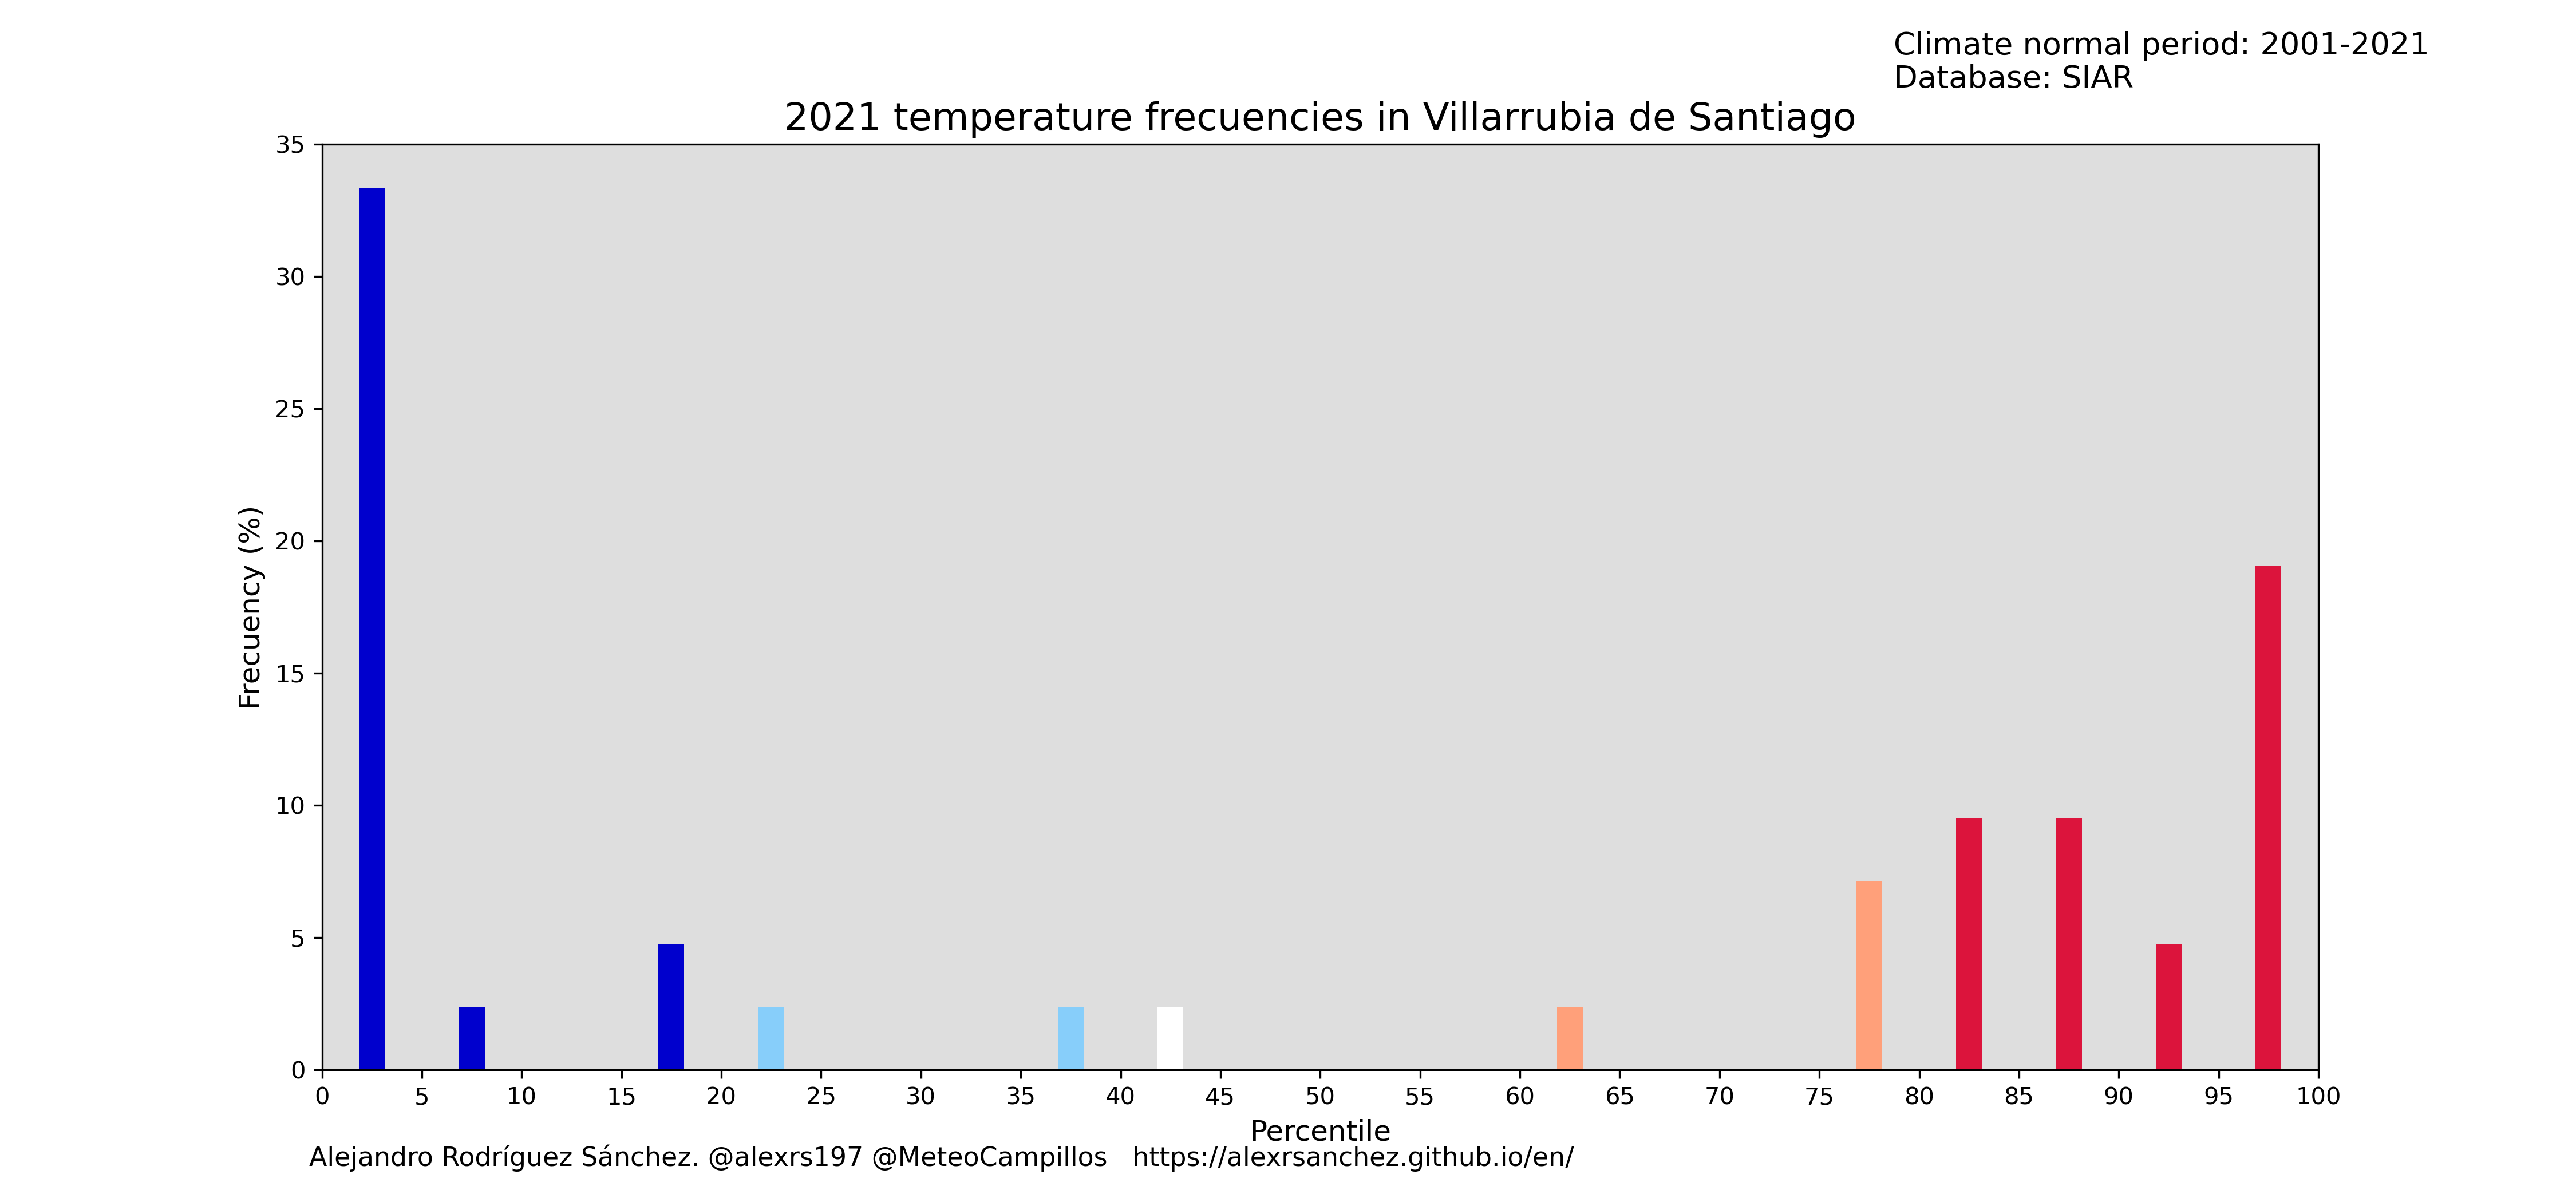 Climate normal period: 2001-2021
Database: SIAR
2021 temperature frecuencies in Villarrubia de Santiago
35
30
25
20
15
10
5
0
Frecuency (%)
0 5 10 15 20 25 30 35 40 45 50 55 60 65 70 75 80 85 90 95 100
Percentile
Alejandro Rodríguez Sánchez. @alexrs197 @MeteoCampillos https://alexrsanchez.github.io/en/